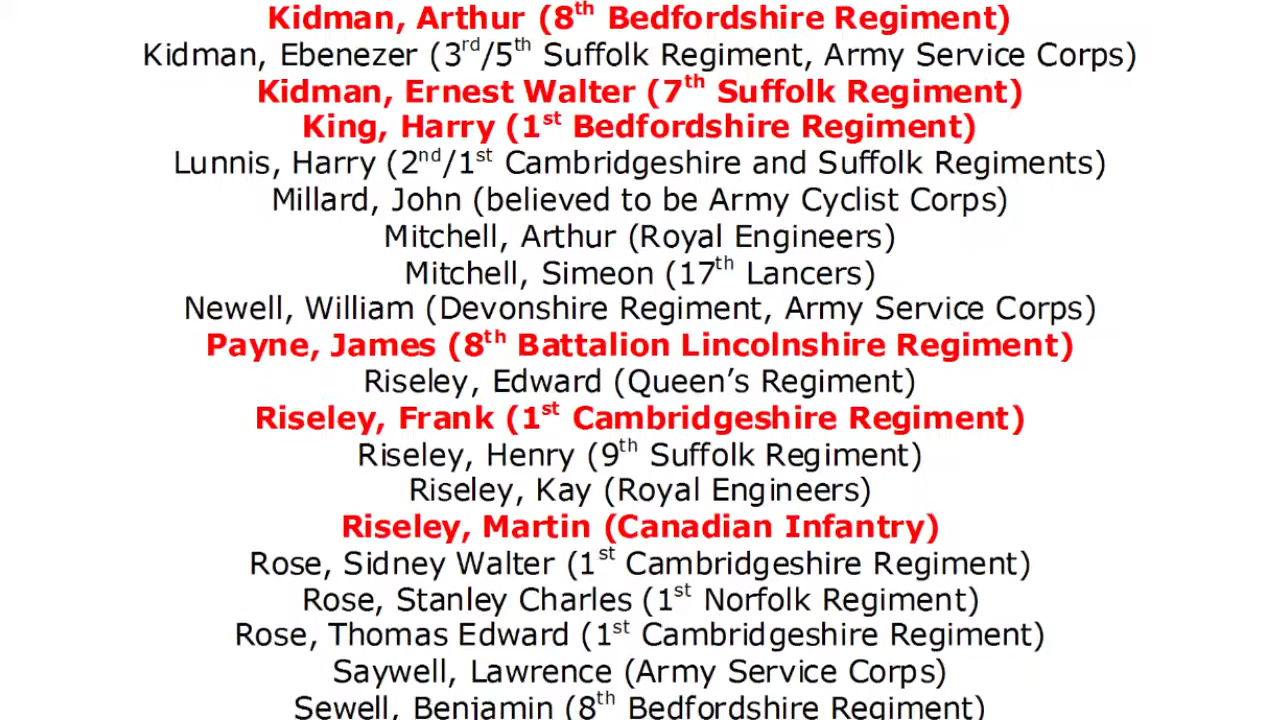 Kidman, Arthur (8th Bedfordshire Regiment)
Kidman, Ebenezer (3rd/5th Suffolk Regiment, Army Service Corps)
Kidman, Ernest Walter (7th Suffolk Regiment)
King, Harry (1st Bedfordshire Regiment)
Lunnis, Harry (2nd/1st Cambridgeshire and Suffolk Regiments)
Millard, John (believed to be Army Cyclist Corps)
Mitchell, Arthur (Royal Engineers)
Mitchell, Simeon (17th Lancers)
Newell, William (Devonshire Regiment, Army Service Corps)
Payne, James (8th Battalion Lincolnshire Regiment)
Riseley, Edward (Queen’s Regiment)
Riseley, Frank (1st Cambridgeshire Regiment)
Riseley, Henry (9th Suffolk Regiment)
Riseley, Kay (Royal Engineers)
Riseley, Martin (Canadian Infantry)
Rose, Sidney Walter (1st Cambridgeshire Regiment)
Rose, Stanley Charles (1st Norfolk Regiment)
Rose, Thomas Edward (1st Cambridgeshire Regiment)
Saywell, Lawrence (Army Service Corps)
Sewell, Benjamin (8th Bedfordshire Regiment)